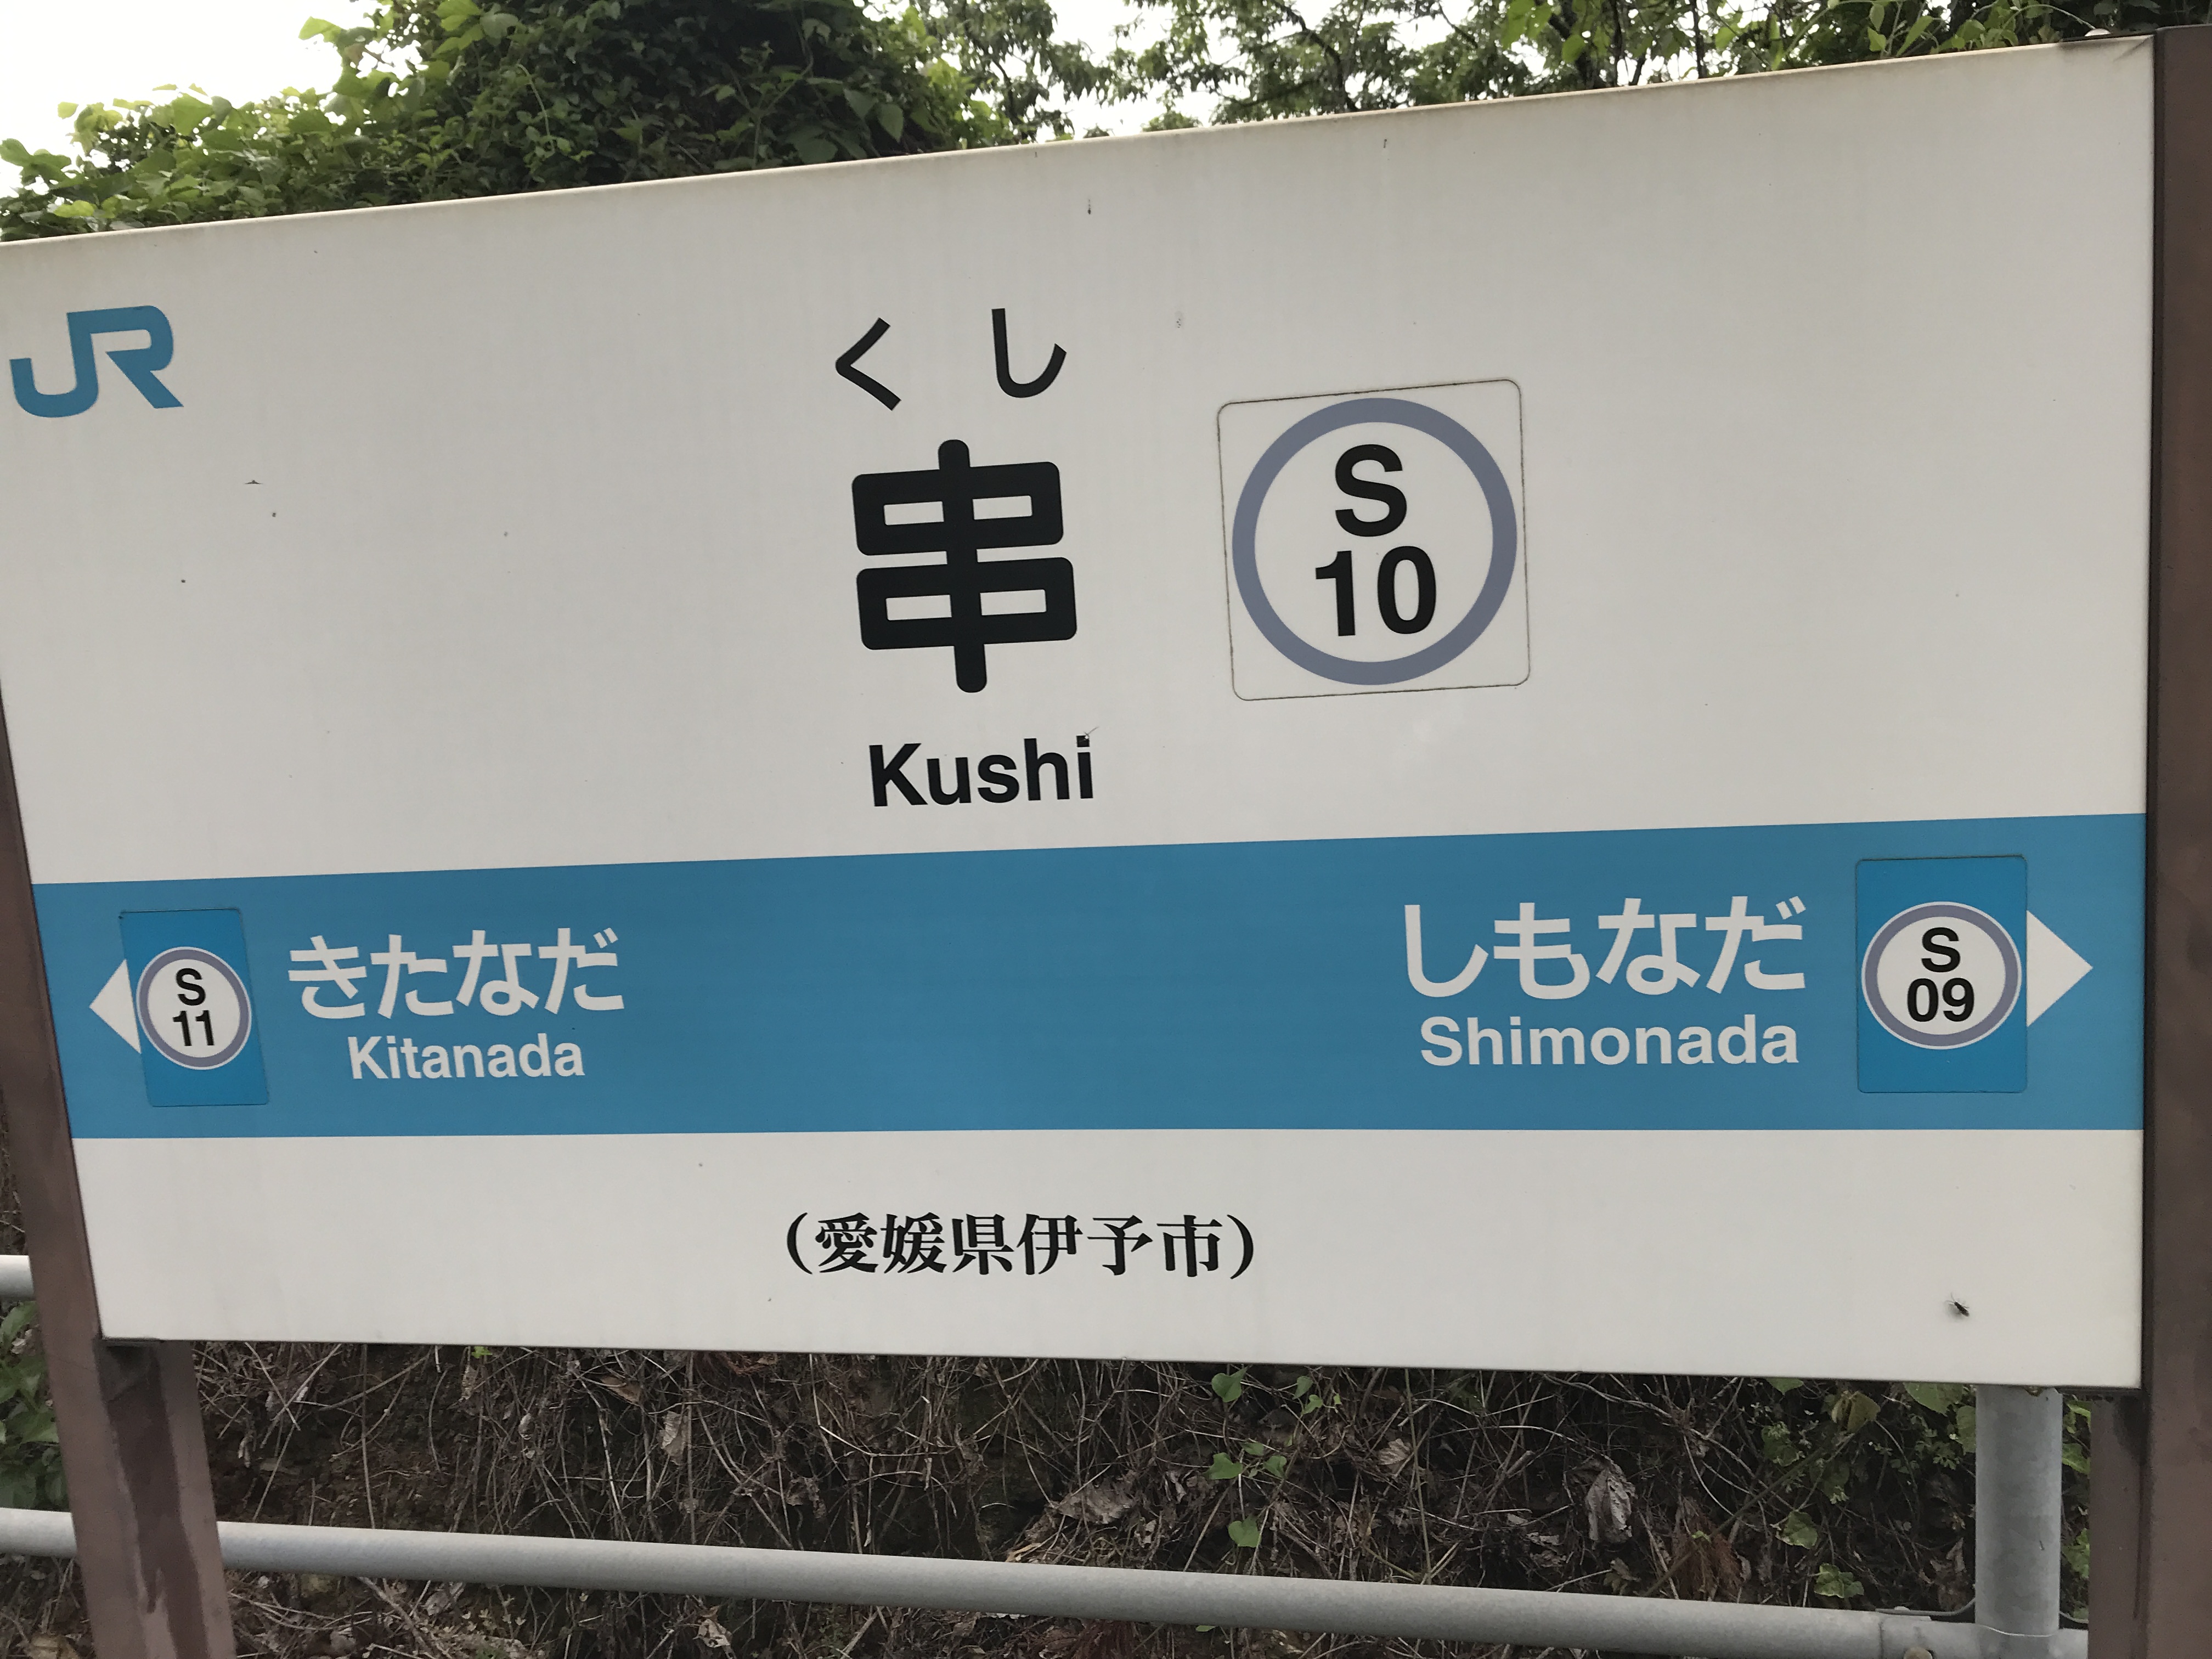 JR
くし
串
S
10
Kushi
S
11
きたなだ
Kitanada
しもなだ
Shimonada
S
09
(愛媛県伊予市)